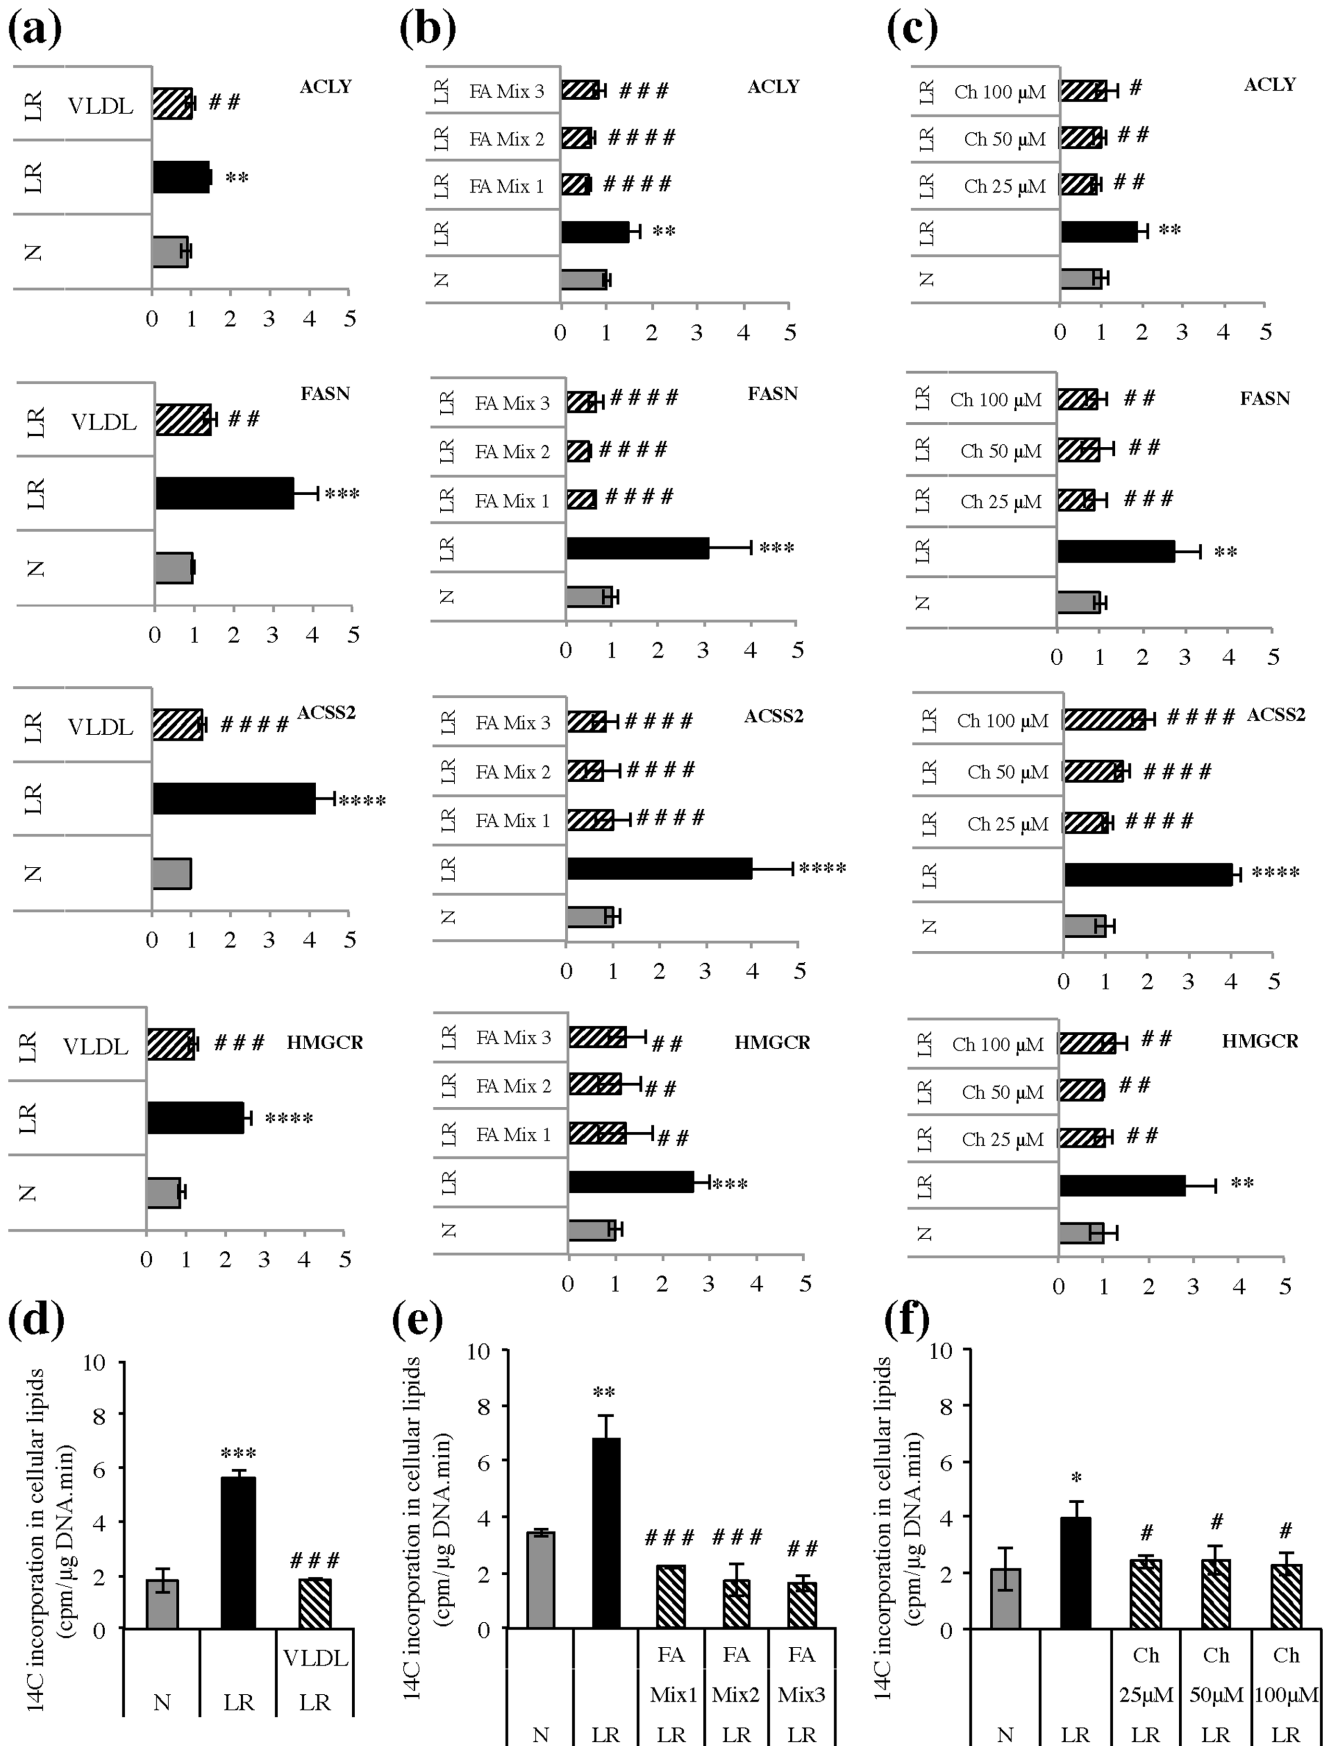 (a)
ACLY
LR VLDL ##
LR **
N
0 1 2 3 4 5
FASN
LR VLDL ##
LR ***
N
0 1 2 3 4 5
ACSS2
LR VLDL ####
LR ****
N
0 1 2 3 4 5
HMGCR
LR VLDL ###
LR ****
N
0 1 2 3 4 5
(b)
ACLY
LR FA Mix 3 ###
LR FA Mix 2 ####
LR FA Mix 1 ####
LR **
N
0 1 2 3 4 5
FASN
LR FA Mix 3 ####
LR FA Mix 2 ####
LR FA Mix 1 ####
LR ***
N
0 1 2 3 4 5
ACSS2
LR FA Mix 3 ####
LR FA Mix 2 ####
LR FA Mix 1 ####
LR ****
N
0 1 2 3 4 5
HMGCR
LR FA Mix 3 ##
LR FA Mix 2 ##
LR FA Mix 1 ##
LR ***
N
0 1 2 3 4 5
(c)
ACLY
LR Ch 100 µM #
LR Ch 50 µM ##
LR Ch 25 µM ##
LR **
N
0 1 2 3 4 5
FASN
LR Ch 100 µM ##
LR Ch 50 µM ##
LR Ch 25 µM ###
LR **
N
0 1 2 3 4 5
ACSS2
LR Ch 100 µM ####
LR Ch 50 µM ####
LR Ch 25 µM ####
LR ****
N
0 1 2 3 4 5
HMGCR
LR Ch 100 µM ##
LR Ch 50 µM ##
LR Ch 25 µM ##
LR **
N
0 1 2 3 4 5
(d)
14C incorporation in cellular lipids
(cpm/µg DNA.min)
10
8
6
4
2
0
***
###
VLDL
N LR LR
(e)
14C incorporation in cellular lipids
(cpm/µg DNA.min)
10
8
6
4
2
0
**
### ### ##
FA FA FA
Mix1 Mix2 Mix3
N LR LR LR LR
(f)
14C incorporation in cellular lipids
(cpm/µg DNA.min)
10
8
6
4
2
0
*
# # #
Ch Ch Ch
25µM 50µM 100µM
N LR LR LR LR